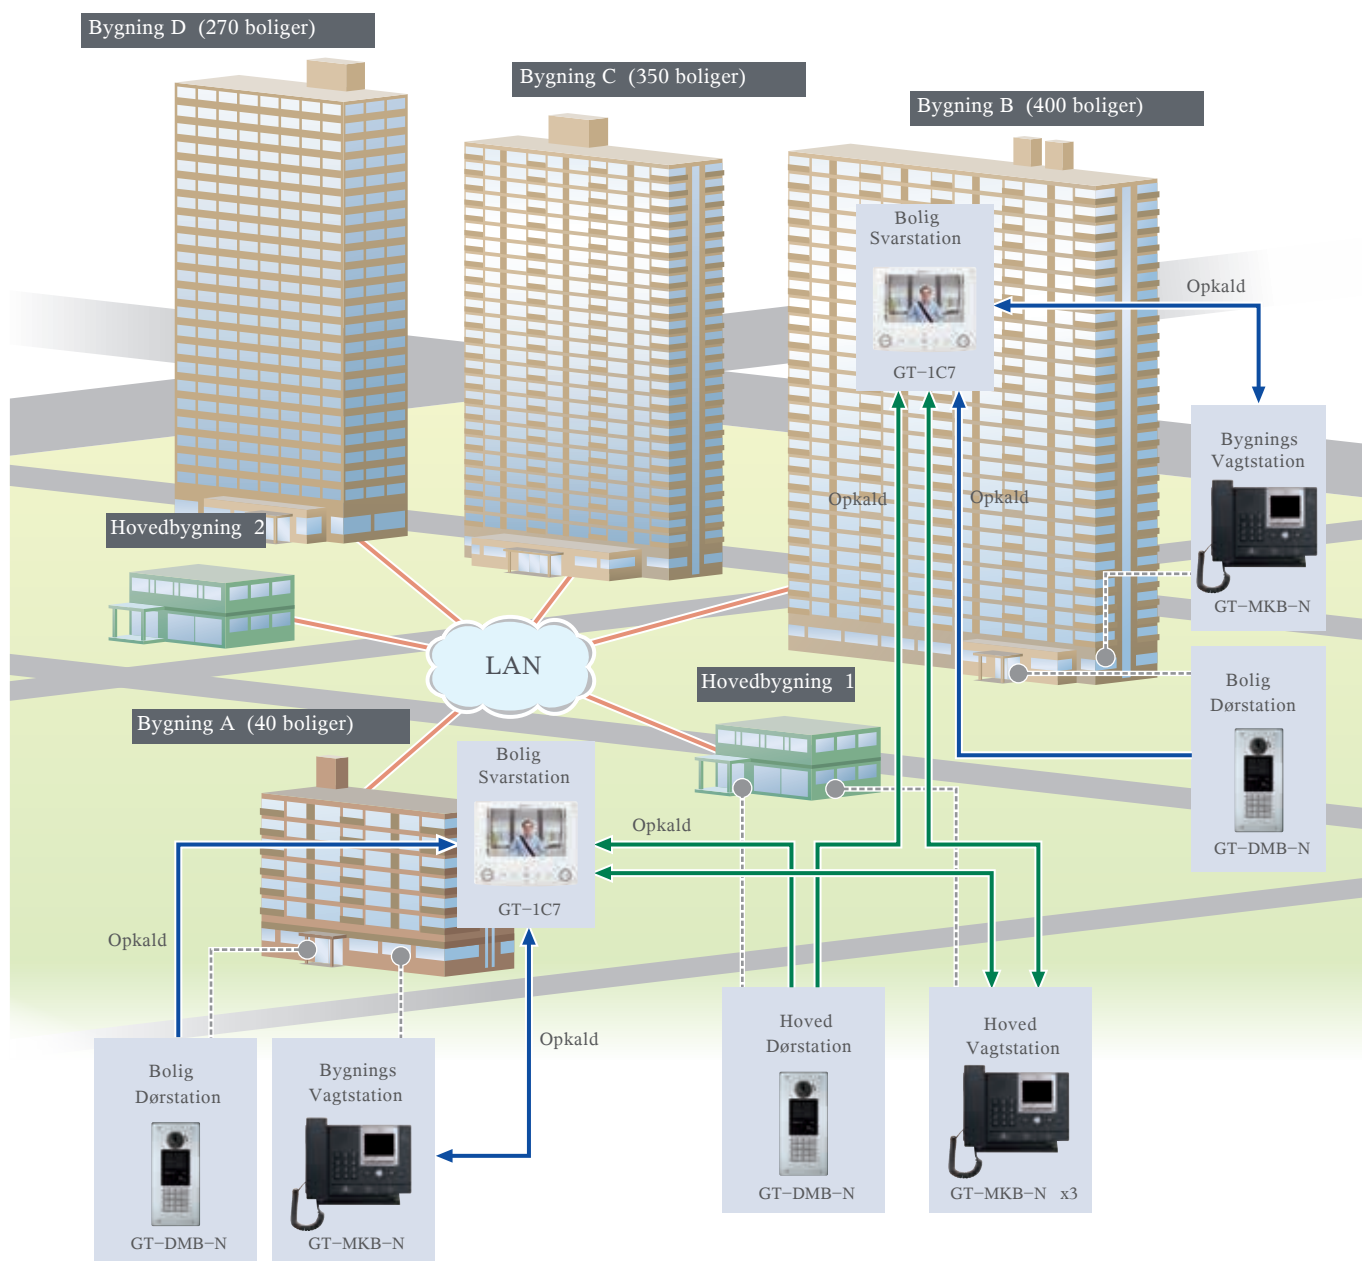 Bygning D (270 boliger)
Bygning C (350 boliger)
Bygning B (400 boliger)
Bolig
Svarstation
GT-1C7
Opkald
Bygnings
Vagtstation
GT-MKB-N
Opkald
Opkald
Hovedbygning 2
LAN
Hovedbygning 1
Bolig
Dørstation
GT-DMB-N
Bygning A (40 boliger)
Bolig
Svarstation
GT-1C7
Opkald
Opkald
Opkald
Bolig
Dørstation
GT-DMB-N
Bygnings
Vagtstation
GT-MKB-N
Hoved
Dørstation
GT-DMB-N
Hoved
Vagtstation
GT-MKB-N x3